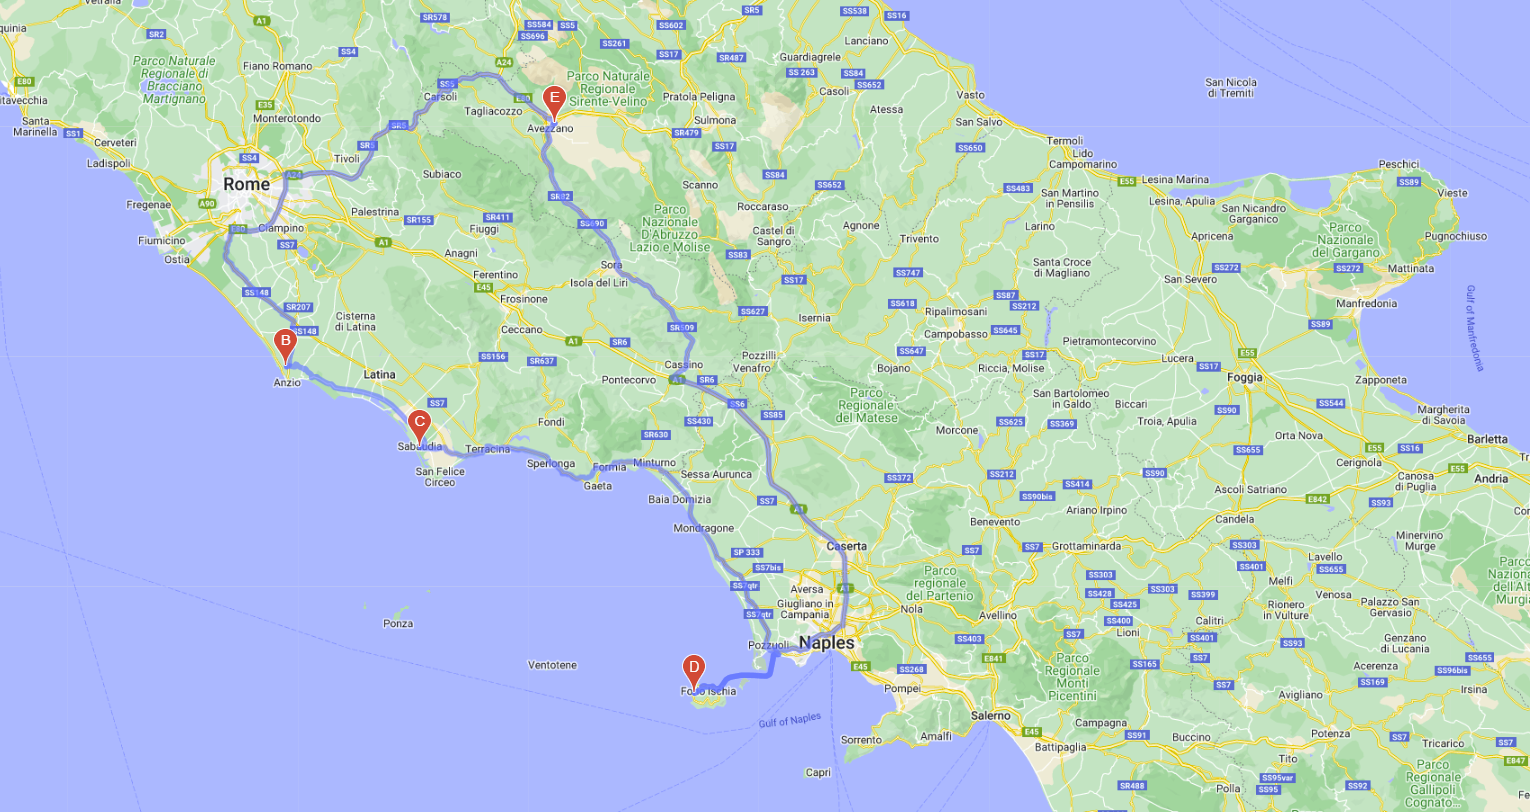 Vetralla
SR578
SS584
SS5
SS602
SR5
SS538
SS16
A1
SR2
SS696
SS261
Lanciano
SS4
SS17
Guardiagrele
Parco Naturale
Regionale di
Bracciano
Martignano
Fiano Romano
A24
SR487
SS 263
SS84
Casoli
SS652
San Nicola
di Tremiti
E80
SS5
Carsoli
Parco Naturale
Regionale
Sirente-Velino
E
Pratola Peligna
Vasto
E35
Monterotondo
Tagliacozzo
E80
Atessa
Santa
Marinella
SS1
SR5
Avezzano
Sulmona
San Salvo
Cerveteri
SR479
Termoli
SS4
SR5
SS17
SS650
Lido
Campomarino
Ladispoli
Tivoli
Peschici
A24
Subiaco
SS84
E55
Lesina Marina
SS89
Rome
Scanno
SS652
SS483
San Martino
in Pensilis
Vieste
Fregenae
A90
SR82
Lesina, Apulia
Palestrina
SR155
SR411
Fiuggi
Roccaraso
San Nicandro
Garganico
E80
Ciampino
SS690
Parco
Nazionale
D'Abruzzo
Lazio e Molise
Castel di
Sangro
Agnone
Larino
Apricena
Parco
Nazionale
del Gargano
Pugnochiuso
Fiumicino
SS7
A1
Anagni
SS83
Trivento
Ostia
Sora
Santa Croce
di Magliano
SS272
SS272
Mattinata
Ferentino
Isola del Liri
SS17
SS747
San Severo
E45
Frosinone
SS148
SR207
SS627
SS618
SS87
SS212
Manfredonia
Gulf of Manfredonia
Cisterna
di Latina
Isernia
Ripalimosani
SS148
Ceccano
SR509
Campobasso
SS645
SS89
B
A1
SR6
Pietramontecorvino
SS156
SR637
Cassino
Pozzilli
Venafro
SS647
SS17
Lucera
E55
SS17
Anzio
Latina
Pontecorvo
A1
SR6
Bojano
Riccia, Molise
Foggia
Zapponeta
SS7
SS6
Parco
Regionale
del Matese
San Bartolomeo
in Galdo
Biccari
SS90
SS544
Margherita
di Savoia
C
Fondi
SS430
SS85
SS625
SS369
Troia, Apulia
Sabaudia
Terracina
SR630
Morcone
Orta Nova
Barletta
E55
SS16
SS655
San Felice
Circeo
Sperlonga
Formia
Minturno
Cerignola
E55
Gaeta
Sessa Aurunca
SS372
SS212
SS90
Canosa
di Puglia
Andria
SS414
Baia Domizia
SS7
SS90bis
Ascoli Satriano
E842
SS93
A1
Ariano Irpino
Candela
Mondragone
Benevento
Minervino
Murge
Caserta
SS7
SS7
Grottaminarda
SS303
SP 333
Lavello
SS7bis
Parco
regionale
del Partenio
SS303
SS401
SS655
SS7qtr
Aversa
A1
SS428
SS303
SS399
Melfi
Venosa
Giugliano in
Campania
Nola
SS425
Rionero
in Vulture
Palazzo San
Gervasio
SS7qtr
Avellino
SS400
Calitri
Ponza
Lioni
SS7
SS401
SS93
Genzano
di Lucania
Pozzuoli
Naples
SS403
E841
SS165
SS7
SS655
Ventotene
D
E45
SS268
Parco
Regionale
Monti
Picentini
Acerenza
SS96bis
Forio
Ischia
Pompei
SS7
Avigliano
Irsina
Gulf of Naples
Salerno
Campagna
Potenza
Sorrento
Amalfi
E45
SS91
Buccino
SS7
Tricarico
SS7
Battipaglia
Tito
E847
Capri
SS95var
Parco
Regionale
Gallipoli
Cognato...
SS488
Polla
SS95
SS92